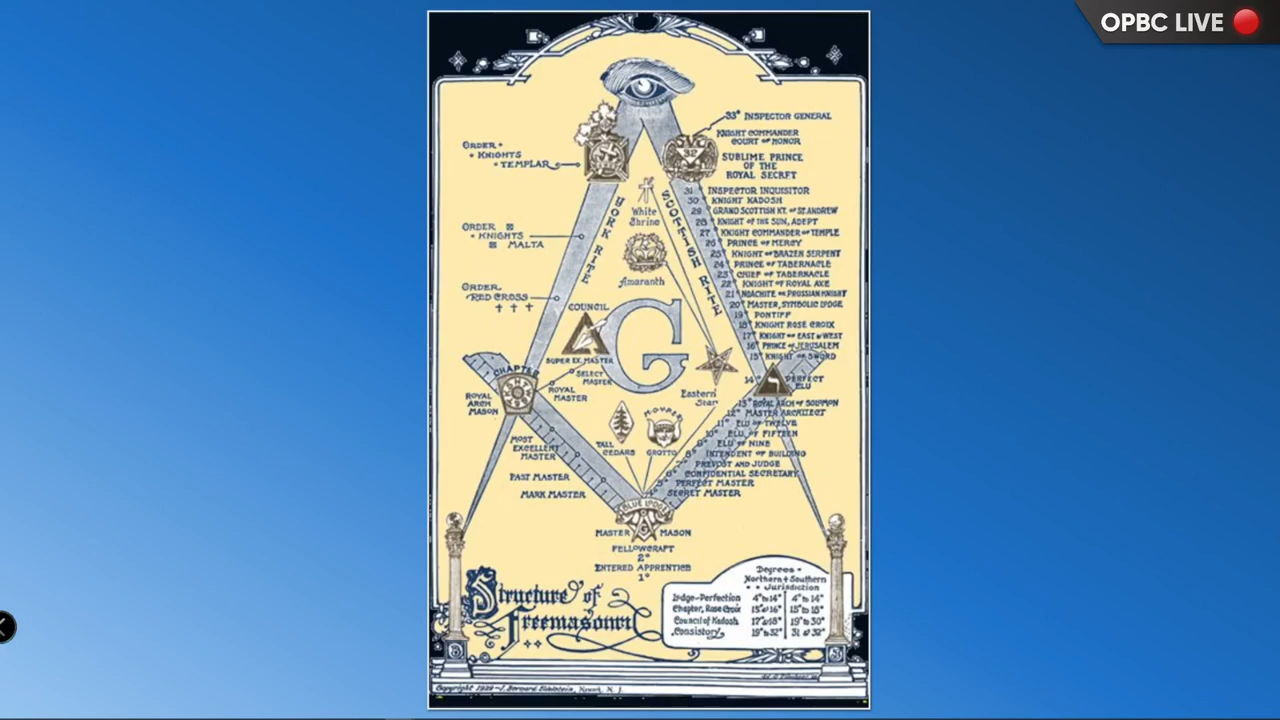 OPBC LIVE
33° INSPECTOR GENERAL
KNIGHT COMMANDER
COURT OF HONOR
32
SUBLIME PRINCE
OF THE
ROYAL SECRET
ORDER
KNIGHTS
TEMPLAR
31 INSPECTOR INQUISITOR
30 KNIGHT KADOSH
29 GRAND SCOTTISH KT. OF ST. ANDREW
28 KNIGHT OF THE SUN, ADEPT
27 KNIGHT COMMANDER OF TEMPLE
26° PRINCE OF MERCY
25° KNIGHT OF BRAZEN SERPENT
24° PRINCE OF TABERNACLE
23° CHIEF OF TABERNACLE
22° KNIGHT OF ROYAL AXE
21° NOACHITE OR PRUSSIAN KNIGHT
20° MASTER, SYMBOLIC LODGE
19° PONTIFF
18° KNIGHT ROSE CROIX
17° KNIGHT OF EAST & WEST
16° PRINCE OF JERUSALEM
15° KNIGHT OF SWORD
14° PERFECT
ELU
13° ROYAL ARCH OF SOLOMON
12° MASTER ARCHITECT
11° ELU OF TWELVE
10° ELU, OF FIFTEEN
9° ELU OF NINE
8° INTENDENT OF BUILDING
7° PREVOST AND JUDGE
6° CONFIDENTIAL SECRETARY
5° PERFECT MASTER
4° SECRET MASTER
YORK RITE
SCOTTISH RITE
White
Shrine
Amaranth
ORDER
KNIGHTS
MALTA
ORDER
RED CROSS
COUNCIL
G
SUPER EX. MASTER
SELECT
MASTER
ROYAL
MASTER
CHAPTER
ROYAL
ARCH
MASON
Eastern
Star
TALL
CEDARS
MOVPER
GROTTO
MOST
EXCELLENT
MASTER
PAST MASTER
MARK MASTER
BLUE LODGE
G
MASTER MASON
FELLOWCRAFT
2°
ENTERED APPRENTICE
1°
Structure of
Freemasonry
Degrees
Northern & Southern
Jurisdiction
Lodge-Perfection 4° to 14° 4° to 14°
Chapter, Rose Croix 15° & 16° 15° to 18°
Council of Kadosh 17° & 18° 19° to 30°
Consistory 19° to 32° 31 & 32°